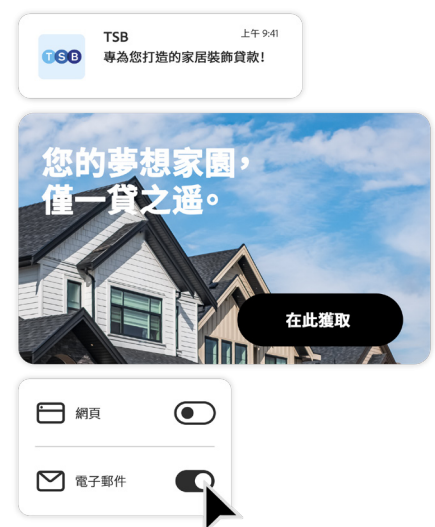 TSB
上午 9:41
TSB
專為您打造的家居裝飾貸款！
您的夢想家園，
僅一貸之遥。
在此獲取
網頁
電子郵件